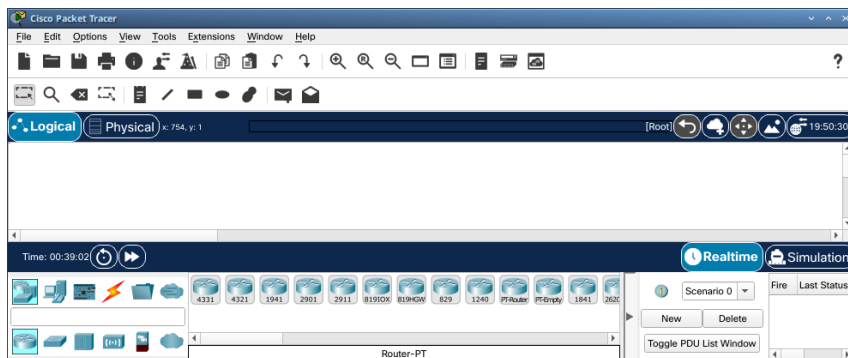 Cisco Packet Tracer
File Edit Options View Tools Extensions Window Help
?
Logical Physical x: 754, y: 1 [Root] 19:50:30
Time: 00:39:02 Realtime Simulation
4331 4321 1941 2901 2911 819IOX 819HGW 829 1240 PT-Router PT-Empty 1841 2620
Scenario 0 Fire Last Status
New Delete
Toggle PDU List Window
Router-PT